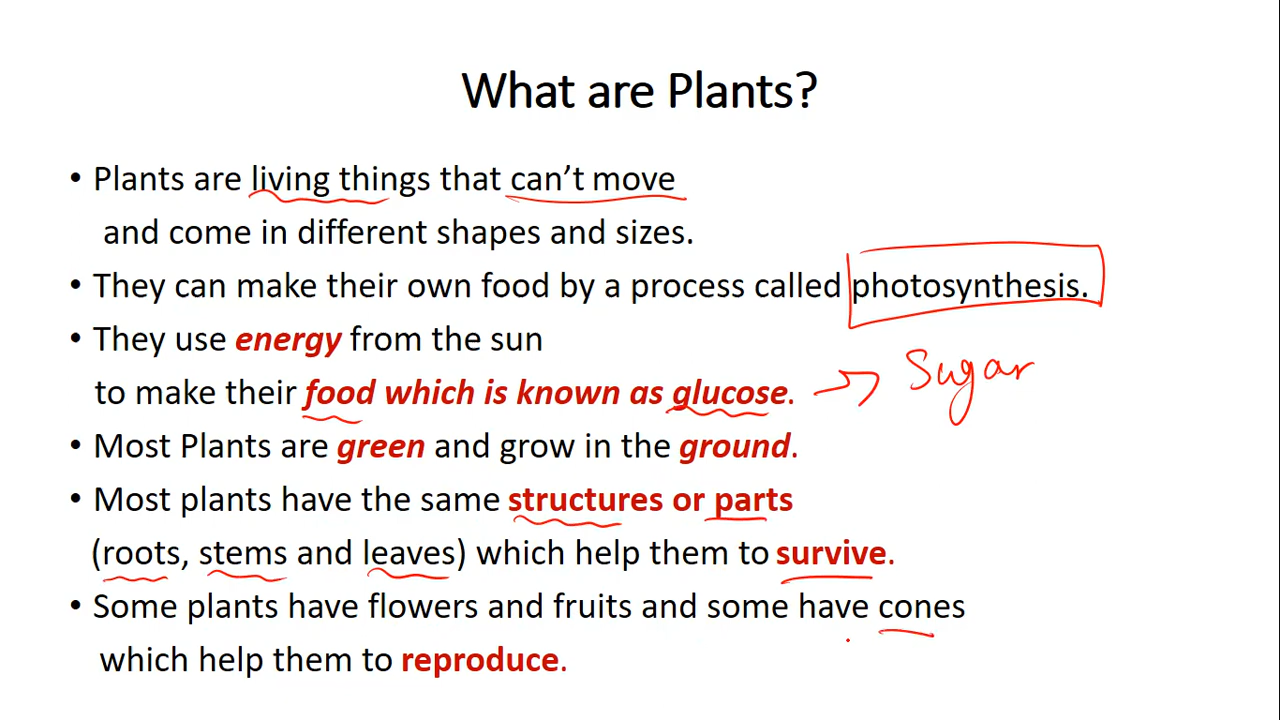 What are Plants?
• Plants are living things that can't move
and come in different shapes and sizes.
• They can make their own food by a process called photosynthesis.
• They use energy from the sun
to make their food which is known as glucose. → Sugar
• Most Plants are green and grow in the ground.
• Most plants have the same structures or parts
(roots, stems and leaves) which help them to survive.
• Some plants have flowers and fruits and some have cones
which help them to reproduce.